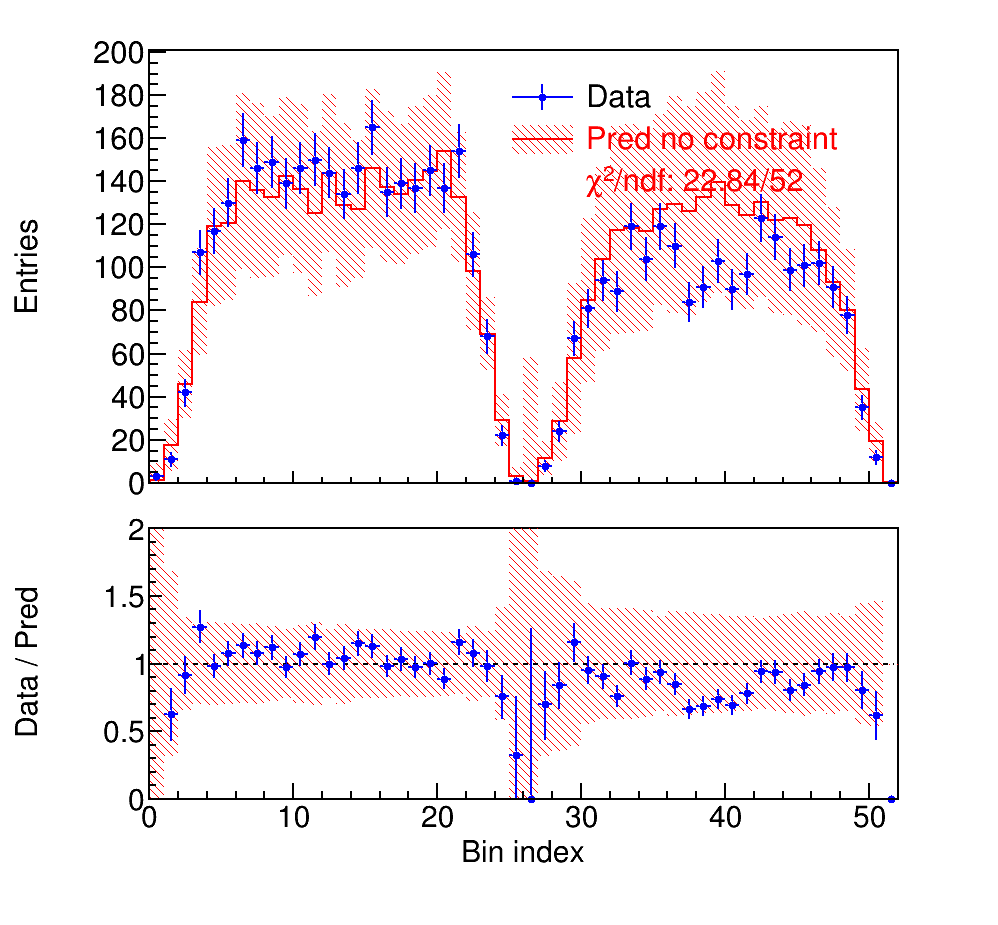 200
180
160
140
120
100
80
60
40
20
0
Entries
Data
Pred no constraint
χ²/ndf: 22.84/52
2
1.5
1
0.5
0
Data / Pred
0 10 20 30 40 50
Bin index